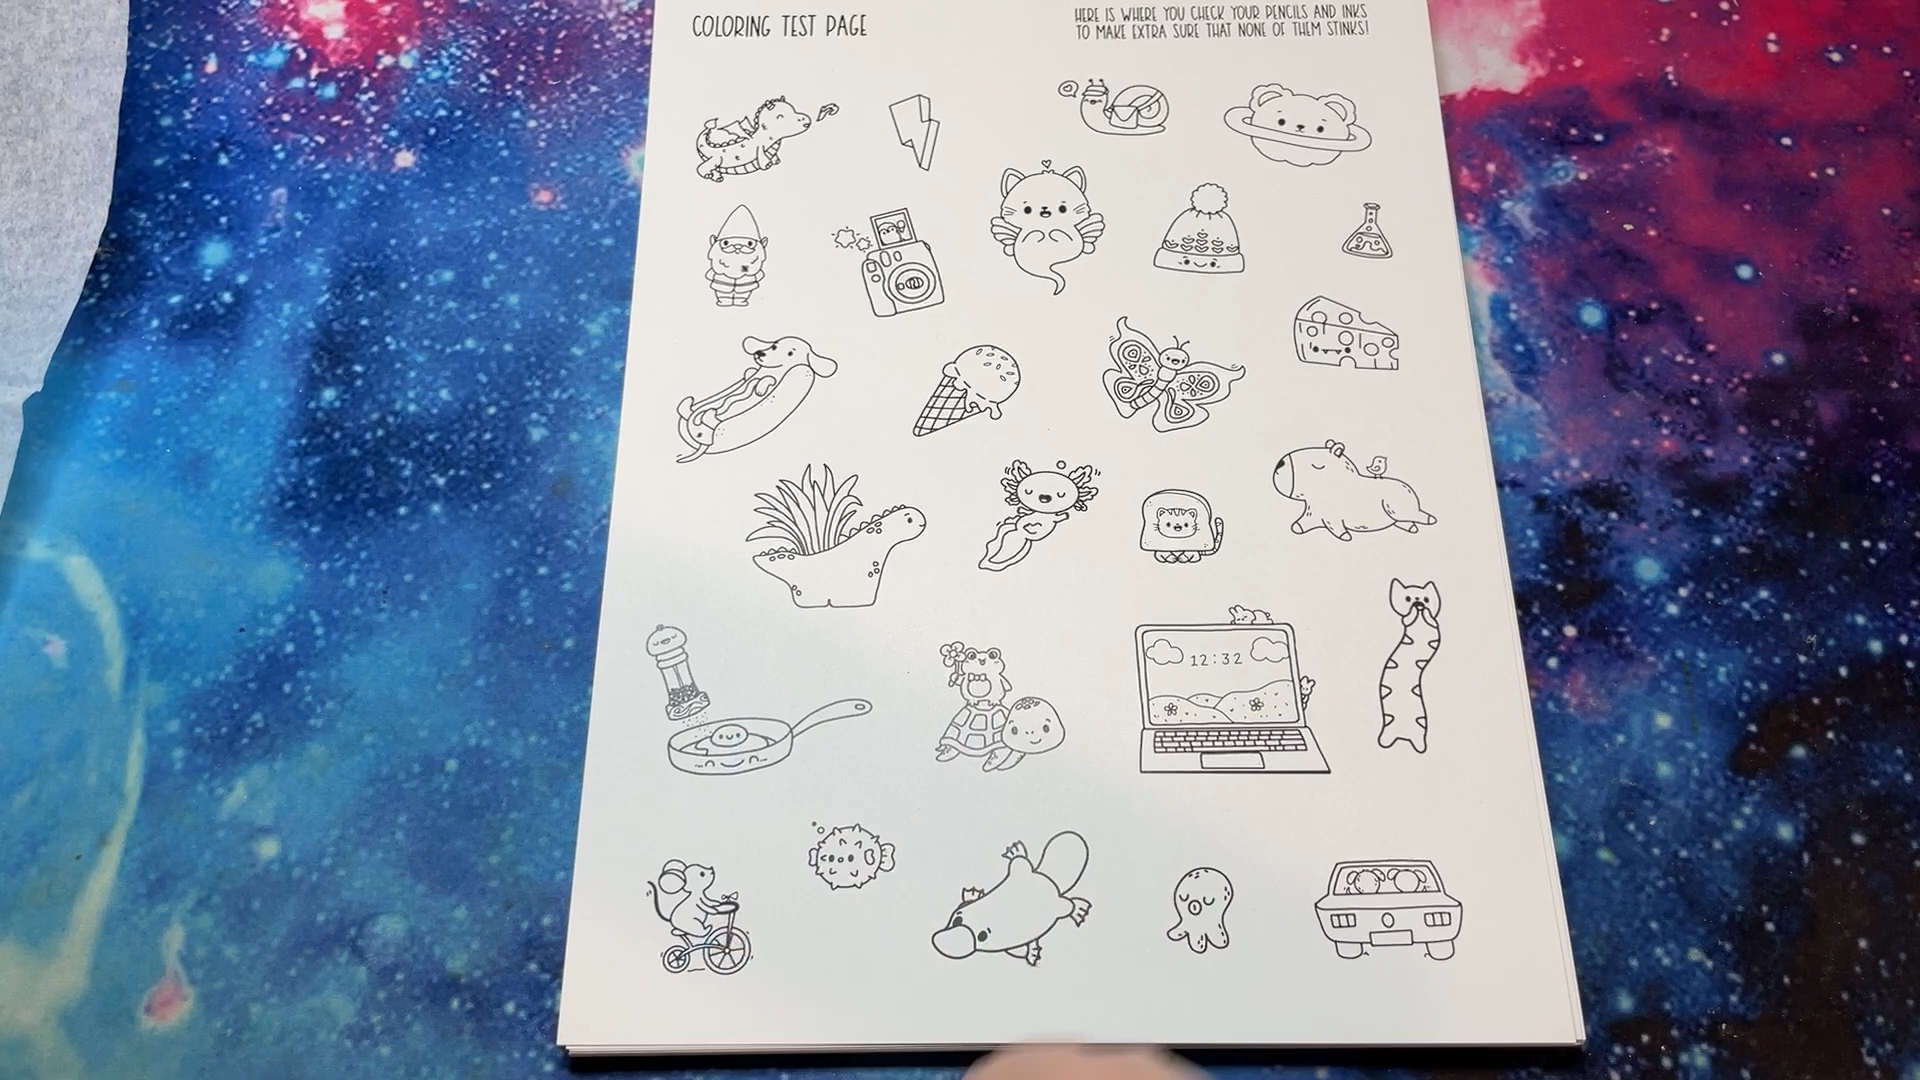 COLORING TEST PAGE
HERE IS WHERE YOU CHECK YOUR PENCILS AND INKS
TO MAKE EXTRA SURE THAT NONE OF THEM STINKS!
12:32